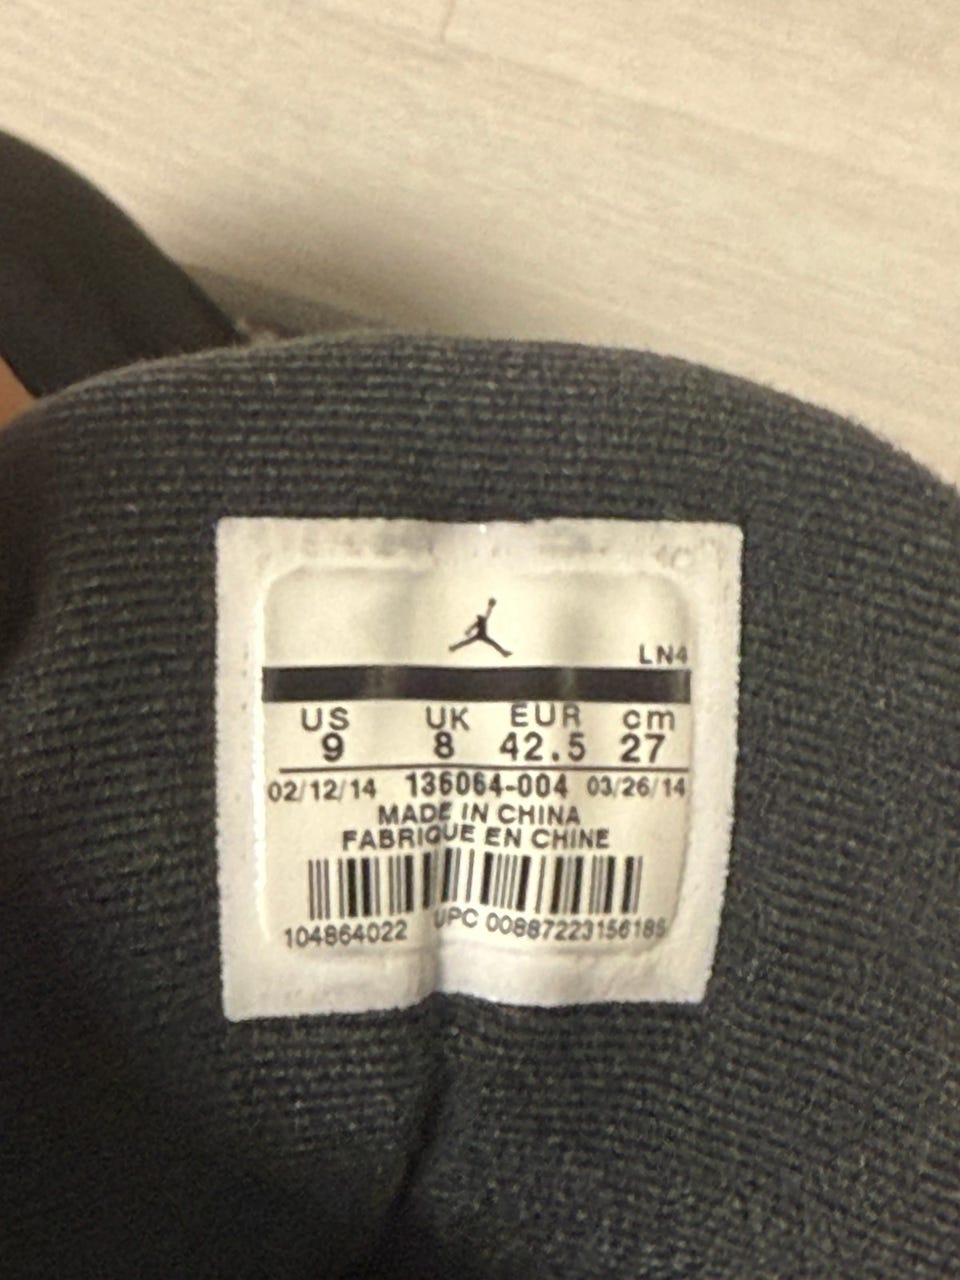 LN4
US UK EUR cm
9 8 42.5 27
02/12/14 136064-004 03/26/14
MADE IN CHINA
FABRIQUE EN CHINE
104864022 UPC 00887223156185